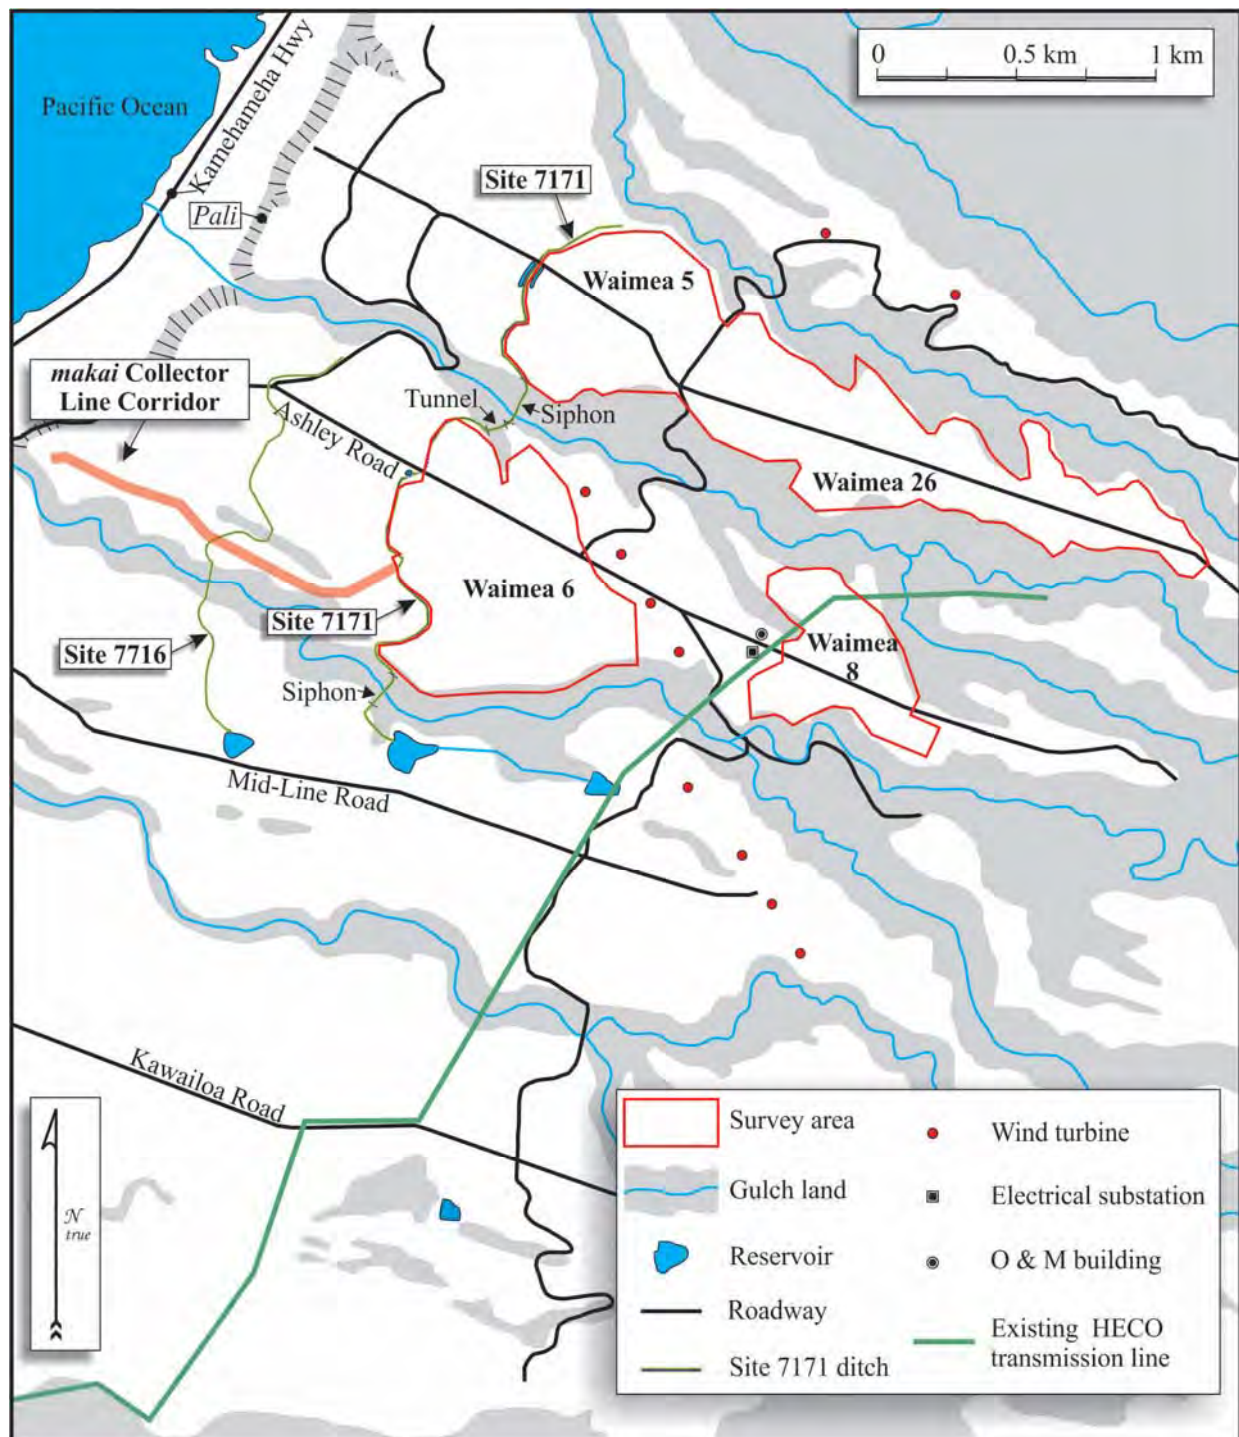 0 0.5 km 1 km
Pacific Ocean
Kamehameha Hwy
Pali
Site 7171
Waimea 5
makai Collector
Line Corridor
Ashley Road
Tunnel
Siphon
Waimea 26
Waimea 6
Site 7171
Site 7716
Waimea
8
Siphon
Mid-Line Road
Kawailoa Road
N
true
Survey area
Gulch land
Reservoir
Roadway
Site 7171 ditch
Wind turbine
Electrical substation
O & M building
Existing HECO
transmission line